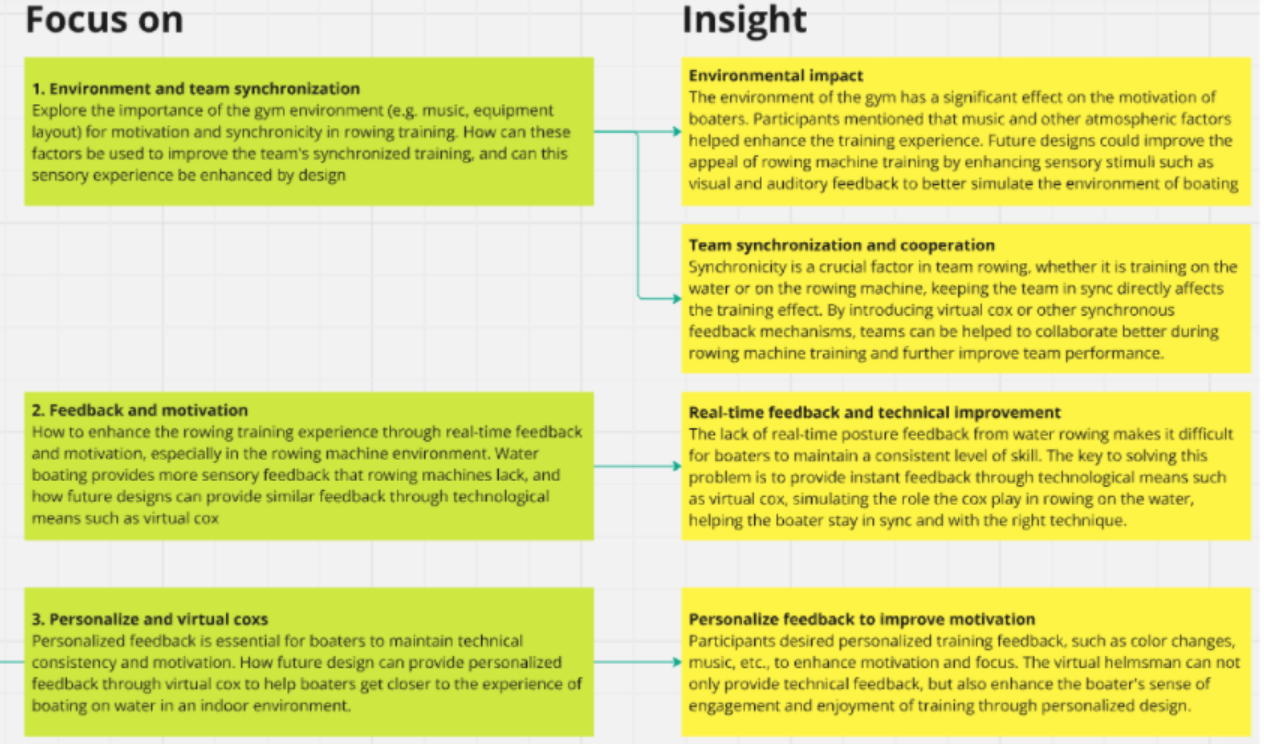 Focus on
Insight
1. Environment and team synchronization
Explore the importance of the gym environment (e.g. music, equipment
layout) for motivation and synchronicity in rowing training. How can these
factors be used to improve the team's synchronized training, and can this
sensory experience be enhanced by design
Environmental impact
The environment of the gym has a significant effect on the motivation of
boaters. Participants mentioned that music and other atmospheric factors
helped enhance the training experience. Future designs could improve the
appeal of rowing machine training by enhancing sensory stimuli such as
visual and auditory feedback to better simulate the environment of boating
Team synchronization and cooperation
Synchronicity is a crucial factor in team rowing, whether it is training on the
water or on the rowing machine, keeping the team in sync directly affects
the training effect. By introducing virtual cox or other synchronous
feedback mechanisms, teams can be helped to collaborate better during
rowing machine training and further improve team performance.
2. Feedback and motivation
How to enhance the rowing training experience through real-time feedback
and motivation, especially in the rowing machine environment. Water
boating provides more sensory feedback that rowing machines lack, and
how future designs can provide similar feedback through technological
means such as virtual cox
Real-time feedback and technical improvement
The lack of real-time posture feedback from water rowing makes it difficult
for boaters to maintain a consistent level of skill. The key to solving this
problem is to provide instant feedback through technological means such
as virtual cox, simulating the role the cox play in rowing on the water,
helping the boater stay in sync and with the right technique.
3. Personalize and virtual coxs
Personalized feedback is essential for boaters to maintain technical
consistency and motivation. How future design can provide personalized
feedback through virtual cox to help boaters get closer to the experience of
boating on water in an indoor environment.
Personalize feedback to improve motivation
Participants desired personalized training feedback, such as color changes,
music, etc., to enhance motivation and focus. The virtual helmsman can not
only provide technical feedback, but also enhance the boater's sense of
engagement and enjoyment of training through personalized design.